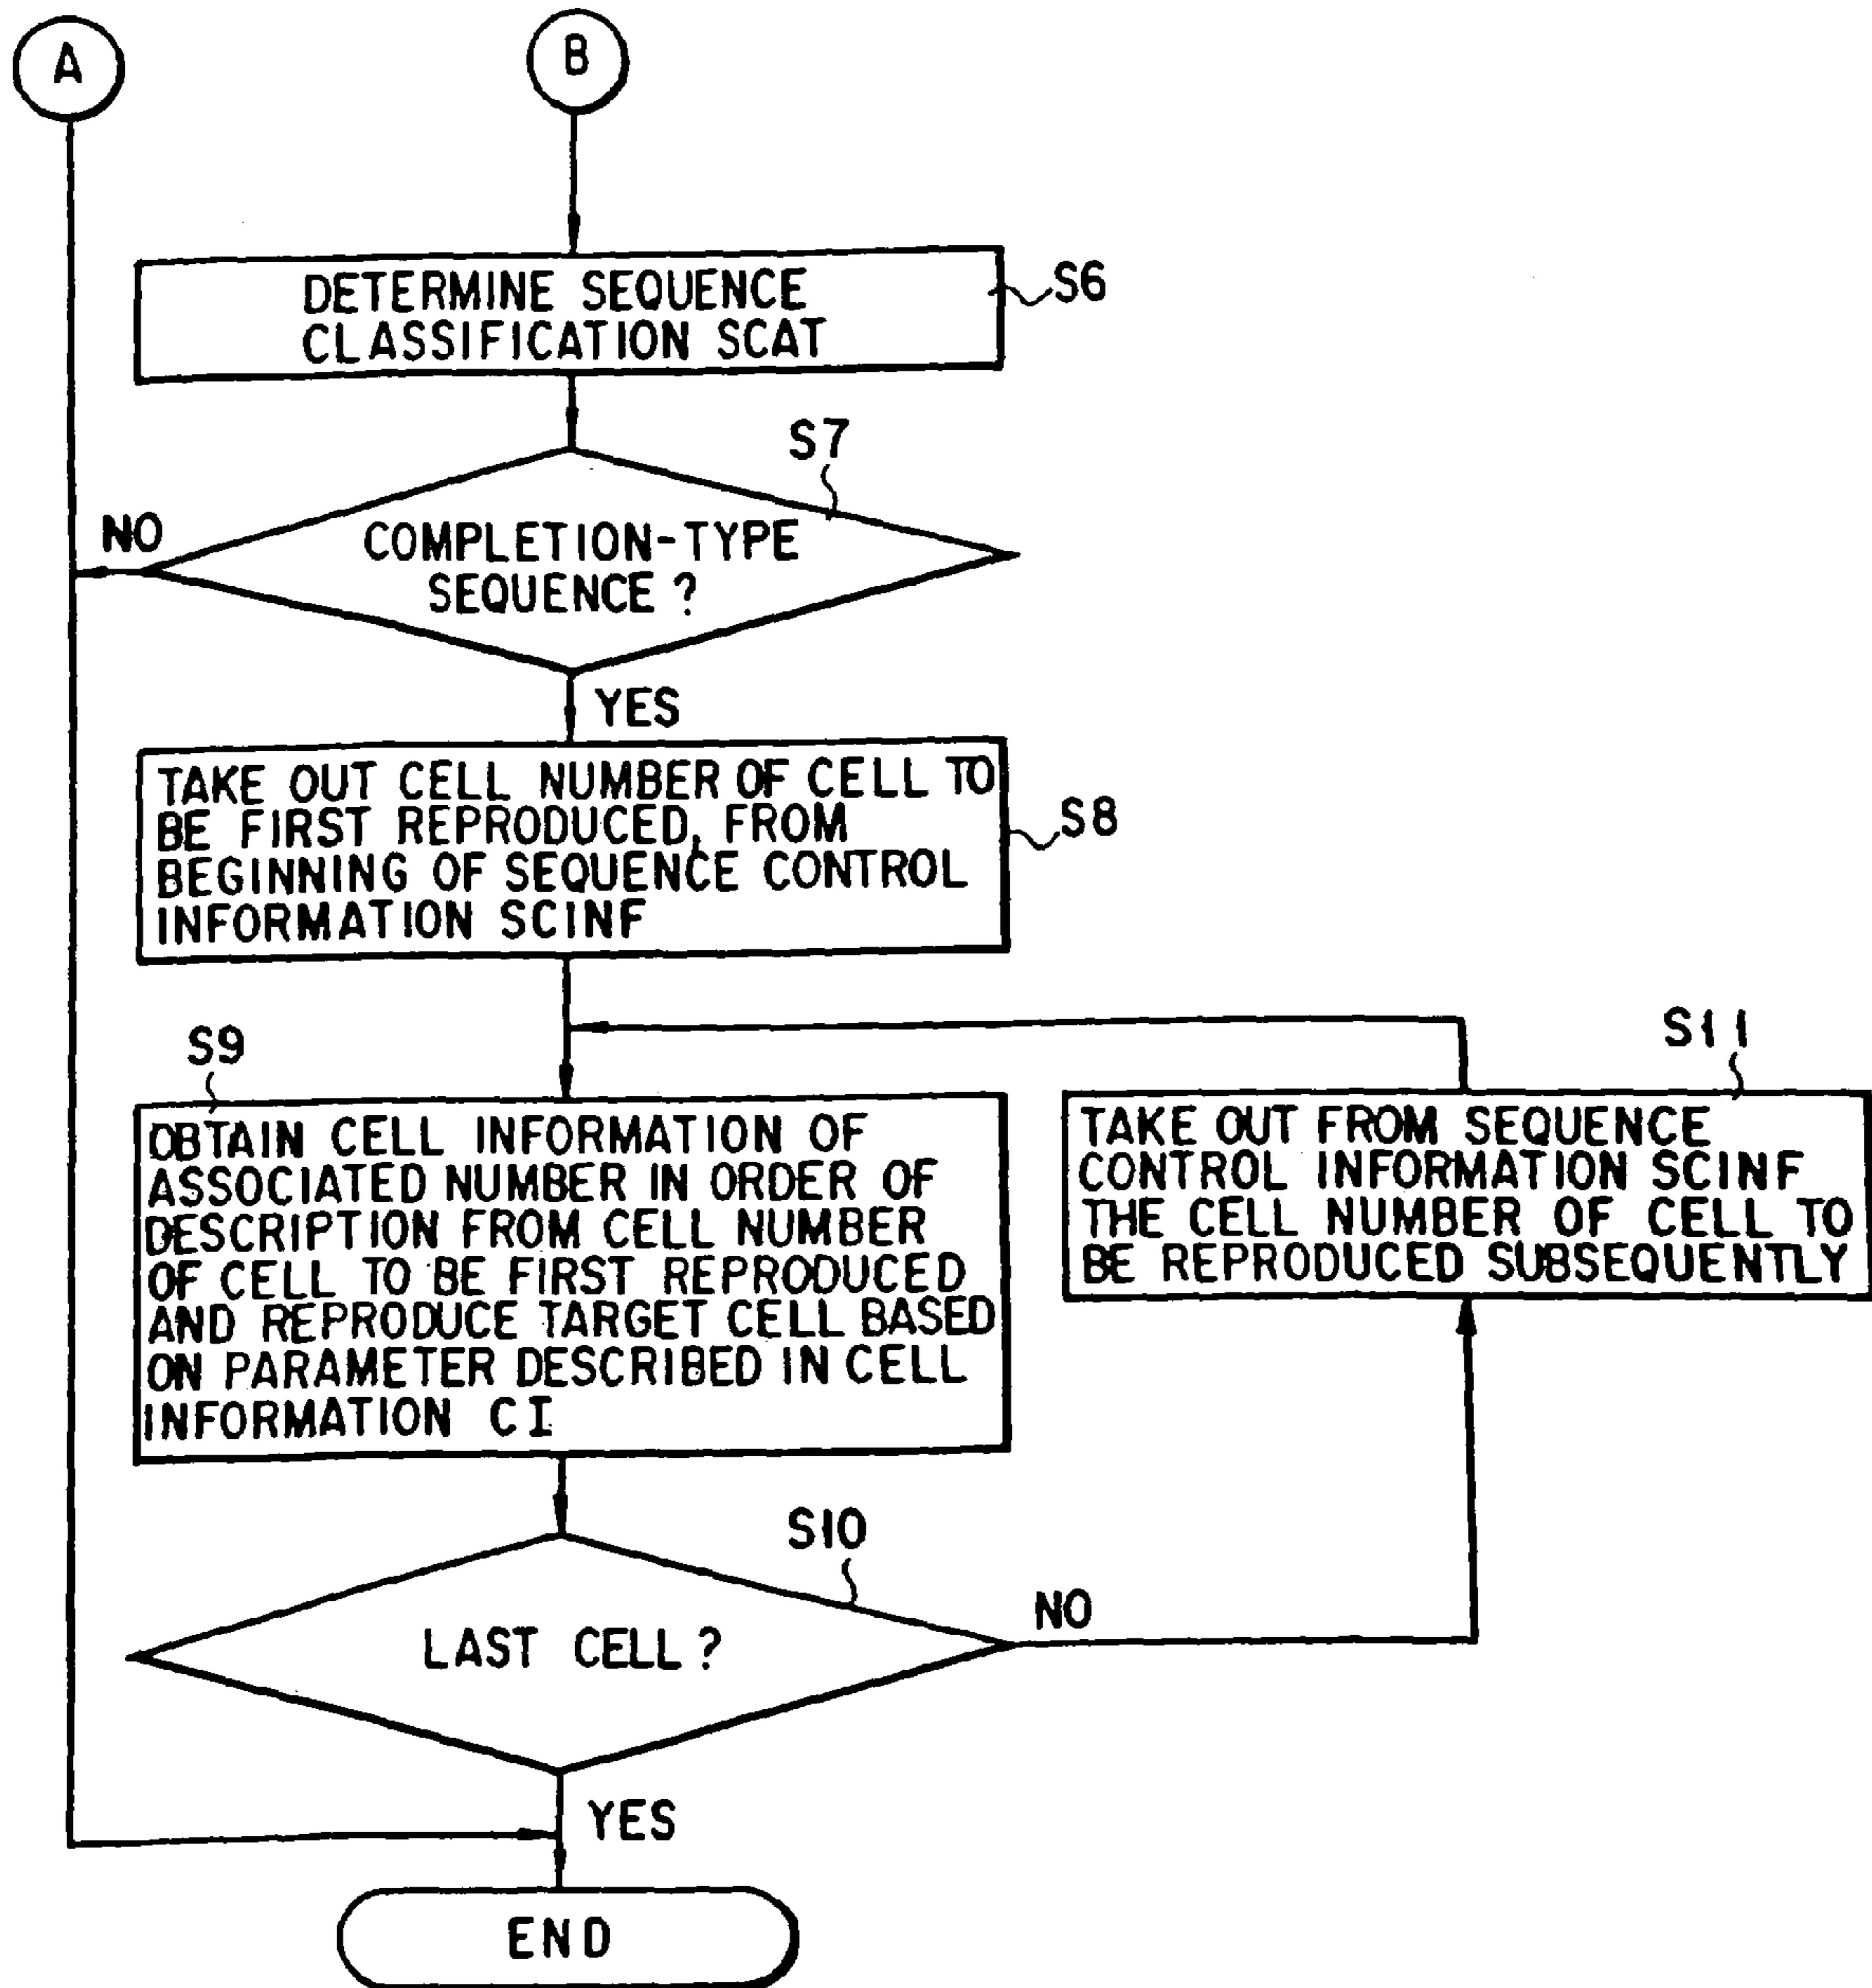 A
B
DETERMINE SEQUENCE
CLASSIFICATION SCAT
S6
S7
NO
COMPLETION-TYPE
SEQUENCE ?
YES
TAKE OUT CELL NUMBER OF CELL TO
BE FIRST REPRODUCED, FROM
BEGINNING OF SEQUENCE CONTROL
INFORMATION SCINF
S8
S9
OBTAIN CELL INFORMATION OF
ASSOCIATED NUMBER IN ORDER OF
DESCRIPTION FROM CELL NUMBER
OF CELL TO BE FIRST REPRODUCED
AND REPRODUCE TARGET CELL BASED
ON PARAMETER DESCRIBED IN CELL
INFORMATION CI
S11
TAKE OUT FROM SEQUENCE
CONTROL INFORMATION SCINF
THE CELL NUMBER OF CELL TO
BE REPRODUCED SUBSEQUENTLY
S10
LAST CELL ?
NO
YES
END